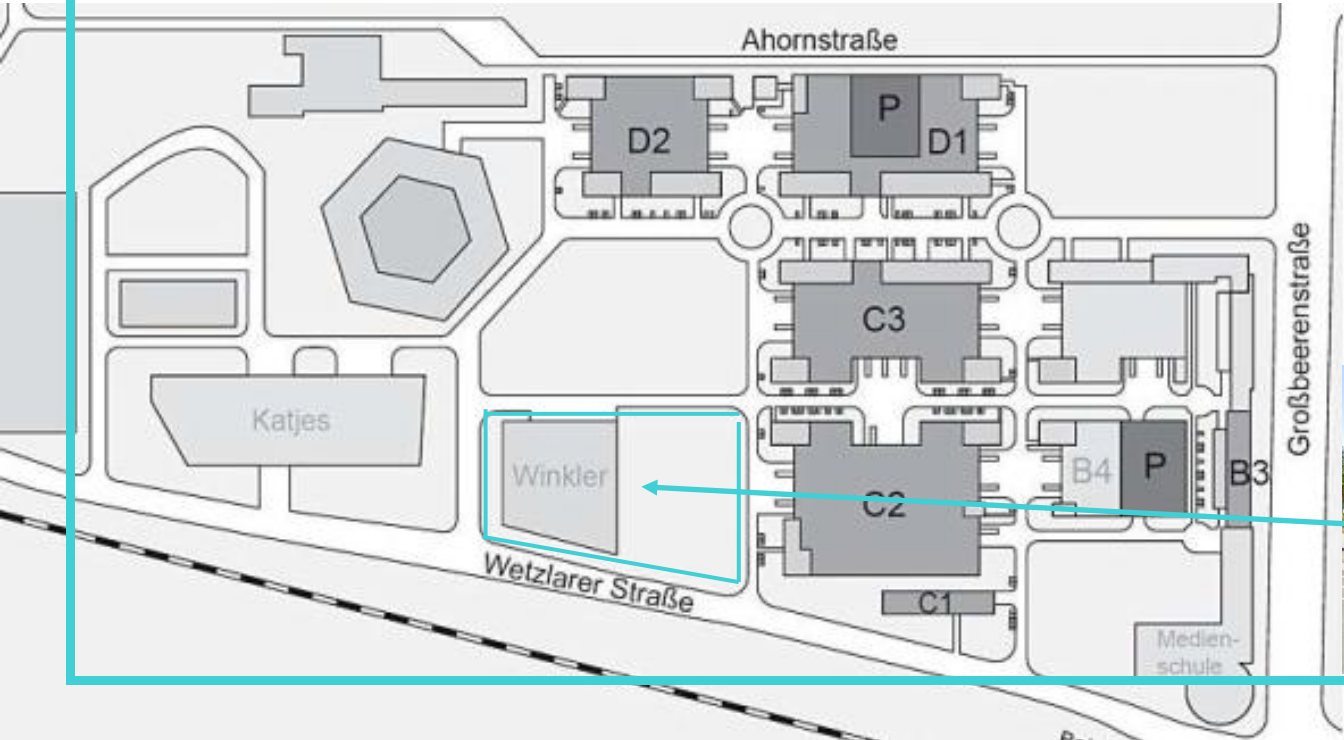 Ahornstraße
P
D2
D1
Großbeerenstraße
C3
Katjes
Winkler
B4
P
B3
C2
Wetzlarer Straße
C1
Medien-
schule